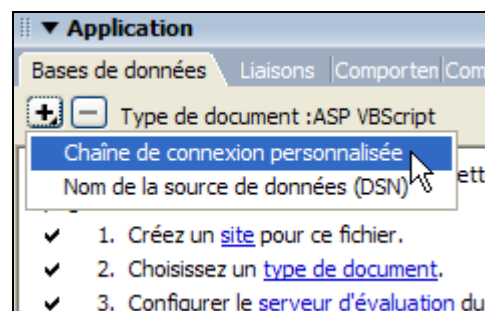 Application
Bases de données Liaisons Comporten Com
Type de document :ASP VBScript
Chaîne de connexion personnalisée
Nom de la source de données (DSN)
ett
1. Créez un site pour ce fichier.
2. Choisissez un type de document.
3. Configurer le serveur d'évaluation du